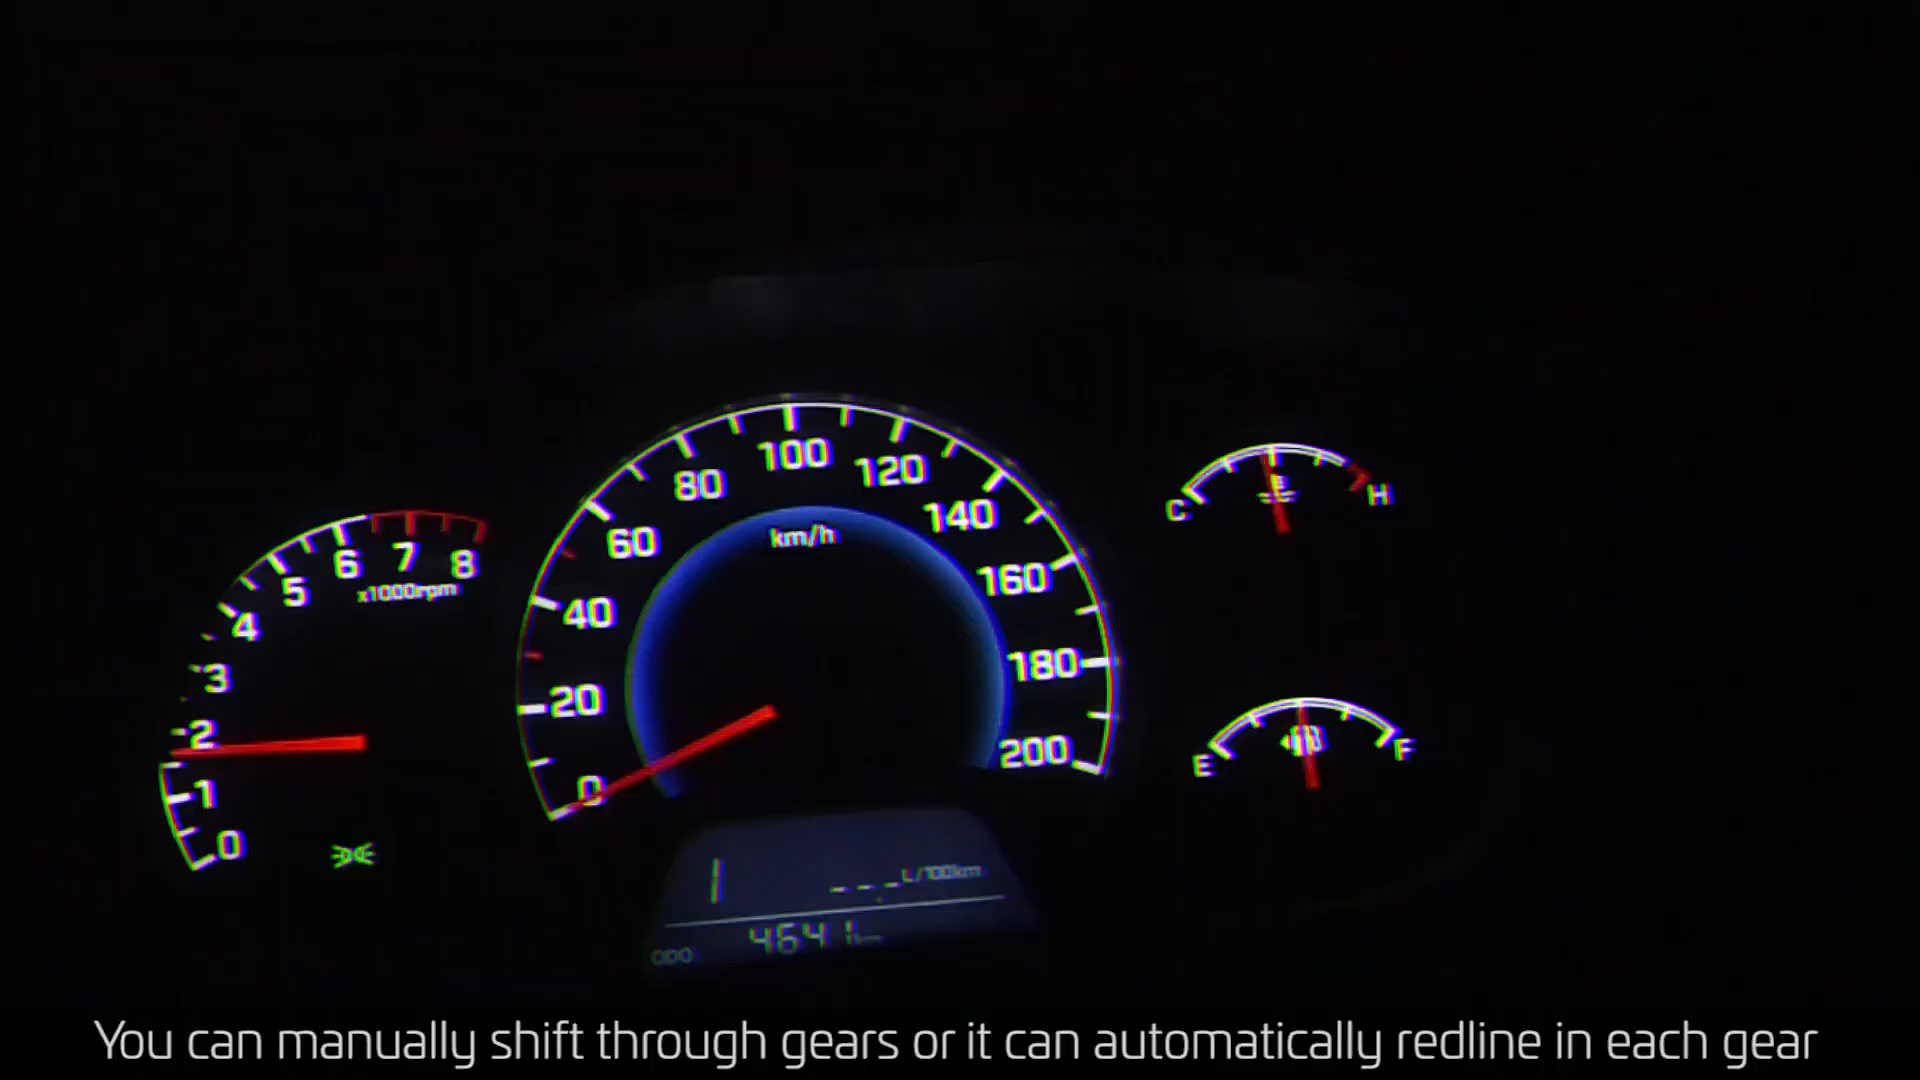 0
1
2
3
4
5
6
7
8
x1000rpm
0
20
40
60
80
100
120
140
160
180
200
km/h
C
H
E
F
1
---L/100km
ODO 4641
You can manually shift through gears or it can automatically redline in each gear